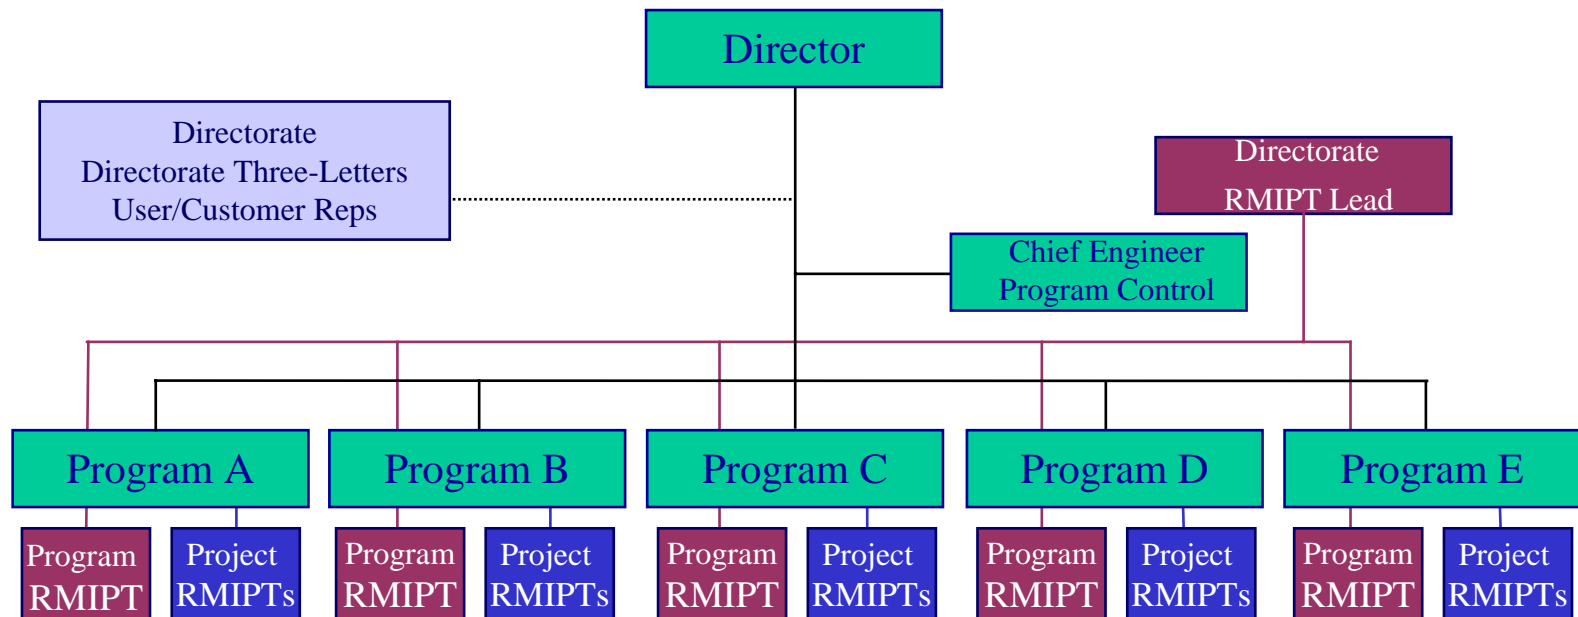 Director
Directorate
Directorate Three-Letters
User/Customer Reps
Directorate
RMIPT Lead
Chief Engineer
Program Control
Program A
Program B
Program C
Program D
Program E
Program
RMIPT
Project
RMIPTs
Program
RMIPT
Project
RMIPTs
Program
RMIPT
Project
RMIPTs
Program
RMIPT
Project
RMIPTs
Program
RMIPT
Project
RMIPTs